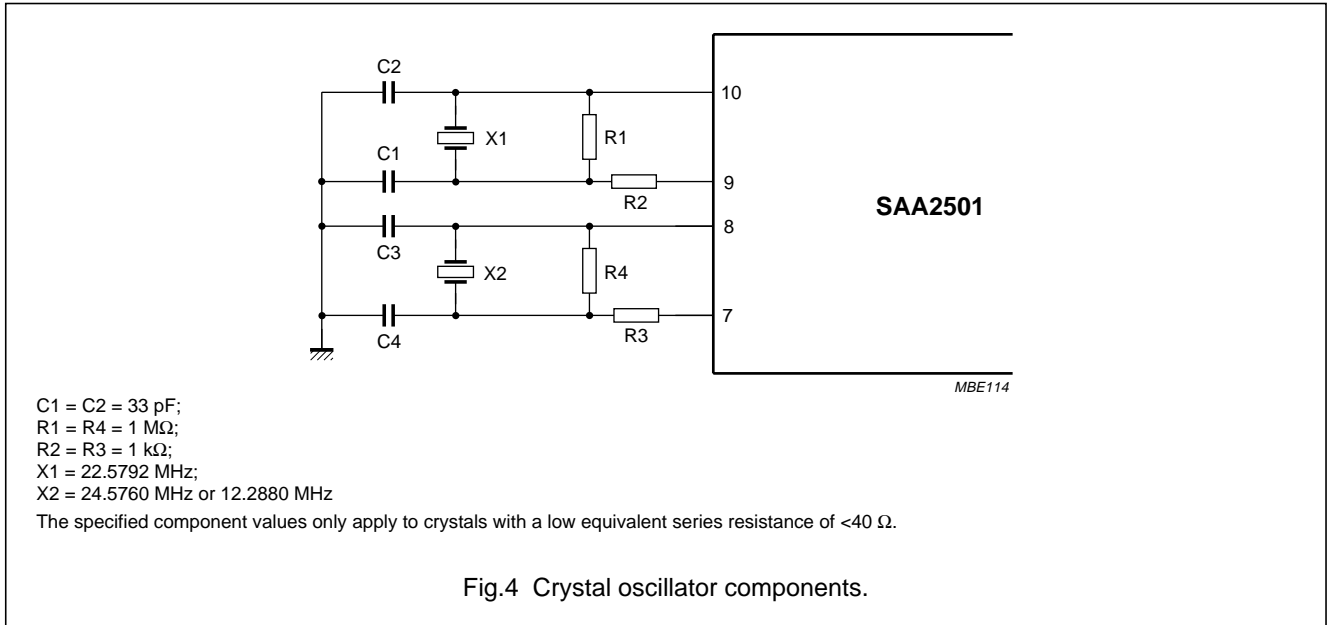 C2
10
X1
R1
C1
9
R2
SAA2501
8
C3
X2
R4
7
R3
C4
MBE114
C1 = C2 = 33 pF;
R1 = R4 = 1 MΩ;
R2 = R3 = 1 kΩ;
X1 = 22.5792 MHz;
X2 = 24.5760 MHz or 12.2880 MHz
The specified component values only apply to crystals with a low equivalent series resistance of <40 Ω.
Fig.4 Crystal oscillator components.